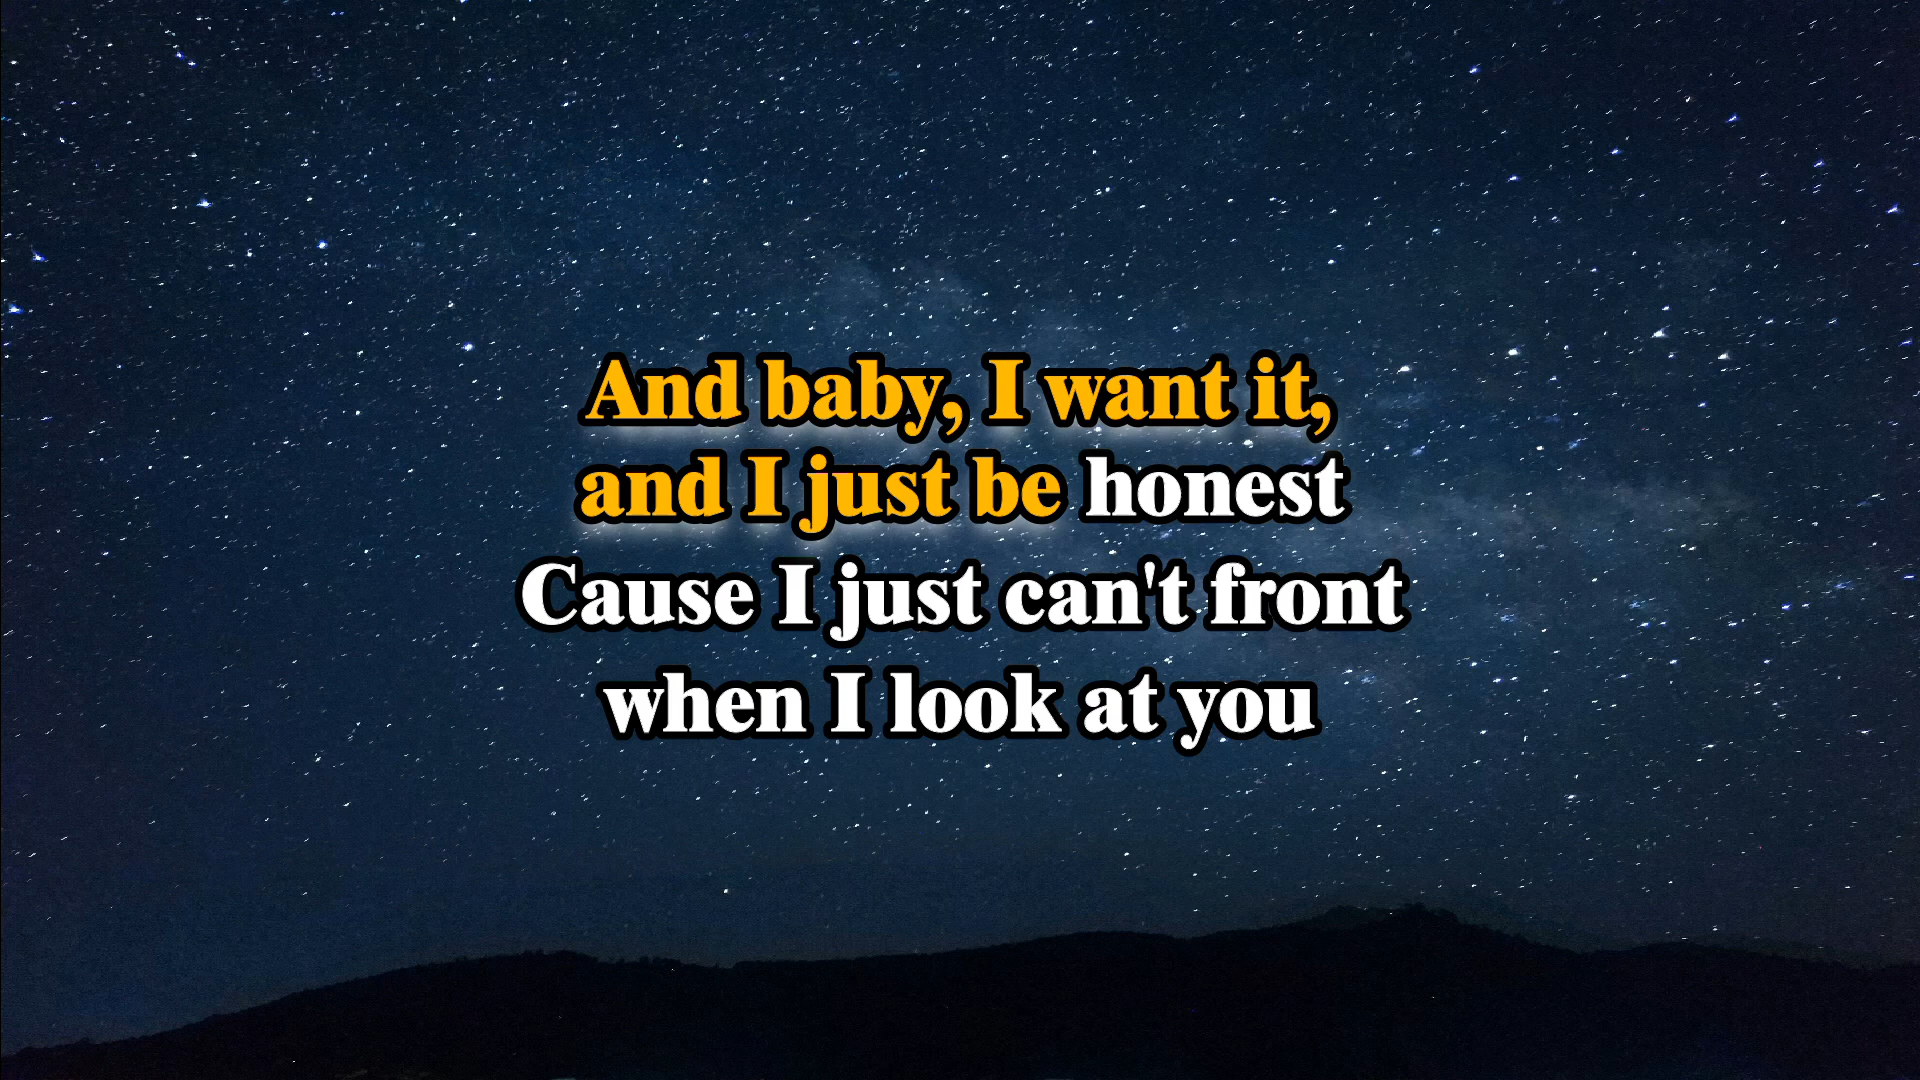 And baby, I want it,
and I just be honest
Cause I just can't front
when I look at you